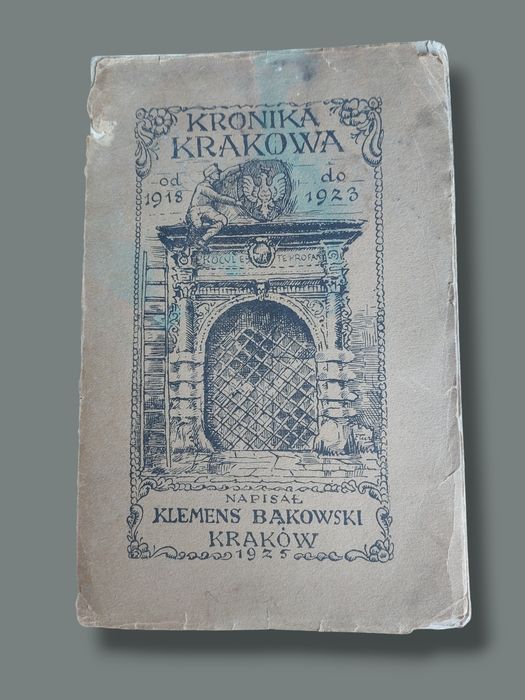 KRONIKA
KRAKOWA
od do
1918 1923
NAPISAŁ
KLEMENS BĄKOWSKI
KRAKÓW
1925